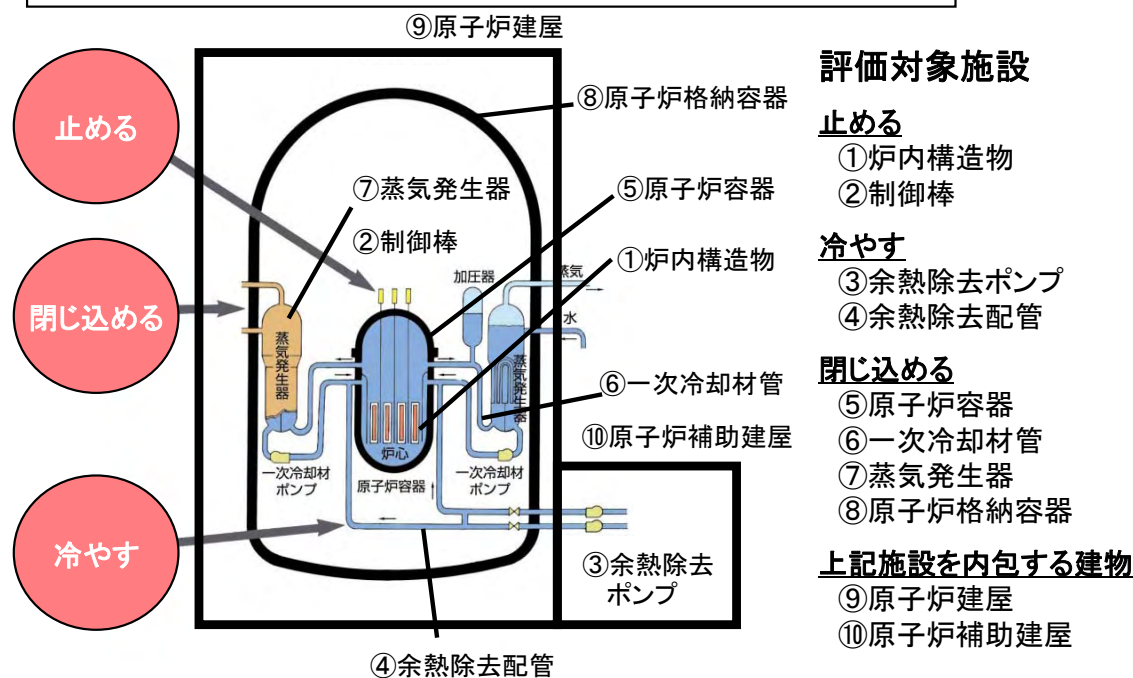 ⑨原子炉建屋
⑧原子炉格納容器
止める
⑦蒸気発生器
⑤原子炉容器
②制御棒
①炉内構造物
加圧器
蒸気
水
閉じ込める
蒸気発生器
蒸気発生器
⑥一次冷却材管
⑩原子炉補助建屋
炉心
一次冷却材
ポンプ
原子炉容器
一次冷却材
ポンプ
冷やす
③余熱除去
ポンプ
④余熱除去配管
評価対象施設
止める
①炉内構造物
②制御棒
冷やす
③余熱除去ポンプ
④余熱除去配管
閉じ込める
⑤原子炉容器
⑥一次冷却材管
⑦蒸気発生器
⑧原子炉格納容器
上記施設を内包する建物
⑨原子炉建屋
⑩原子炉補助建屋